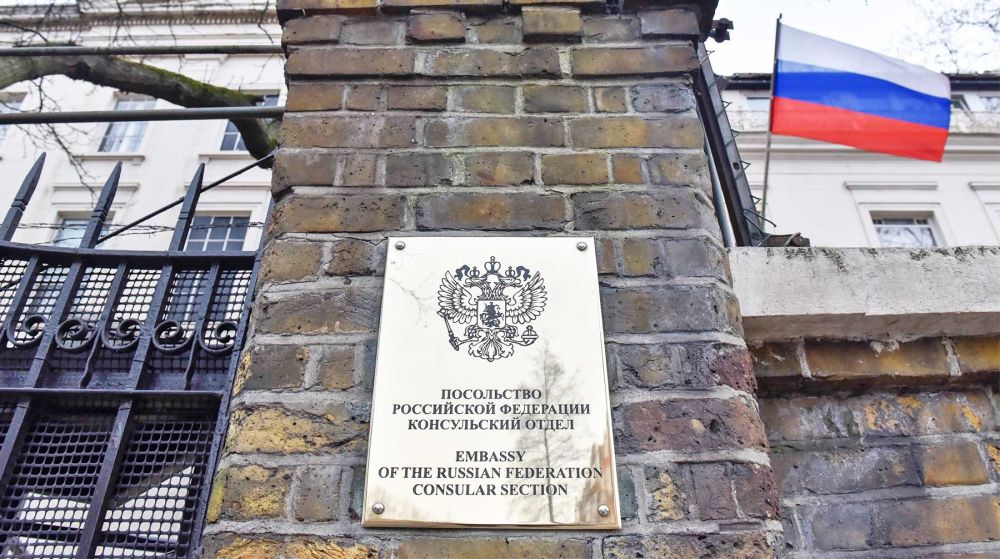 ПОСОЛЬСТВО
РОССИЙСКОЙ ФЕДЕРАЦИИ
КОНСУЛЬСКИЙ ОТДЕЛ
EMBASSY
OF THE RUSSIAN FEDERATION
CONSULAR SECTION